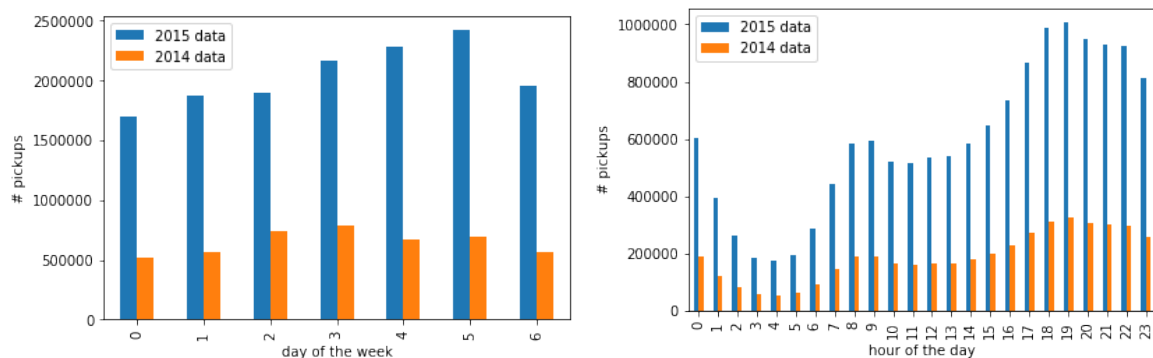 2500000
2000000
1500000
1000000
500000
0
# pickups
2015 data
2014 data
0 1 2 3 4 5 6
day of the week
1000000
800000
600000
400000
200000
0
# pickups
2015 data
2014 data
0 1 2 3 4 5 6 7 8 9 10 11 12 13 14 15 16 17 18 19 20 21 22 23
hour of the day